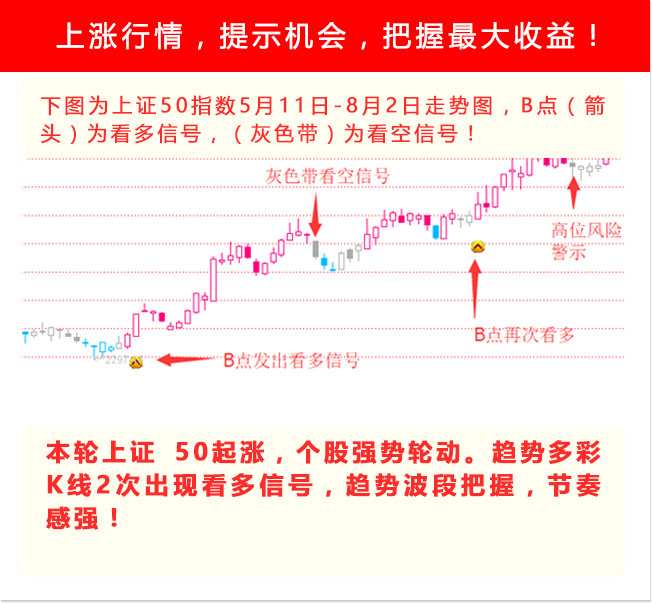 上涨行情，提示机会，把握最大收益！
下图为上证50指数5月11日-8月2日走势图，B点（箭
头）为看多信号，（灰色带）为看空信号！
灰色带看空信号
高位风险
警示
B点再次看多
B点发出看多信号
本轮上证 50起涨，个股强势轮动。趋势多彩
K线2次出现看多信号，趋势波段把握，节奏
感强！